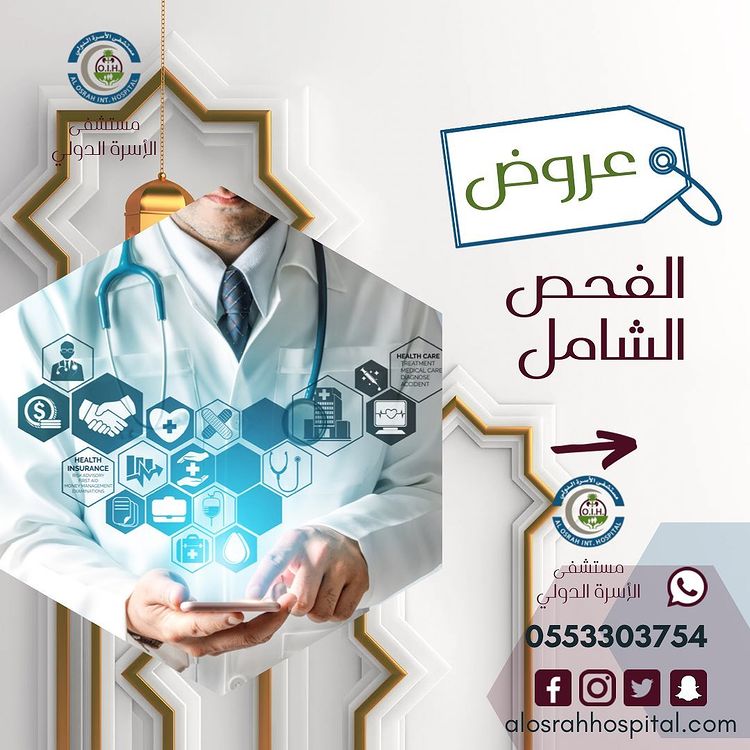 مستشفى الأسرة الدولي
O.I.H
AL OSRAH INT. HOSPITAL
مستشفى
الأسرة الدولي
عروض
الفحص
الشامل
HEALTH CARE
TREATMENT
MEDICAL CARE
DIAGNOSE
ACCIDENT
HEALTH
INSURANCE
RISK ADVISORY
FIRST AID
MONEY MANAGEMENT
EXAMINATIONS
مستشفى الأسرة الدولي
O.I.H
AL OSRAH INT. HOSPITAL
مستشفى
الأسرة الدولي
0553303754
alosrahhospital.com